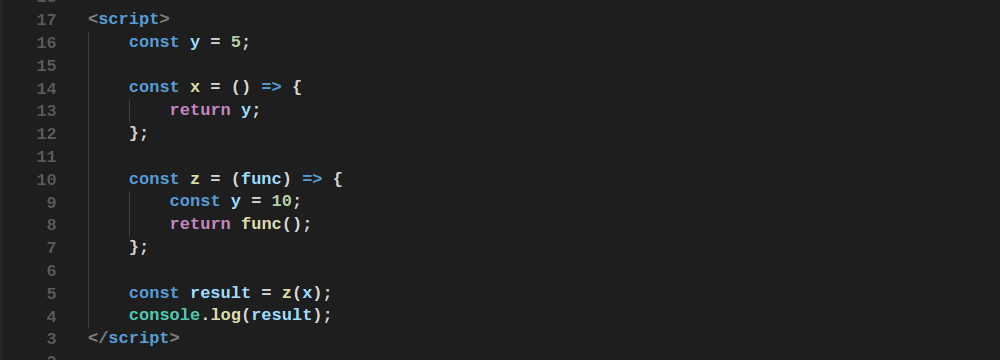 17 <script>
16 const y = 5;
15
14 const x = () => {
13 return y;
12 };
11
10 const z = (func) => {
9 const y = 10;
8 return func();
7 };
6
5 const result = z(x);
4 console.log(result);
3 </script>